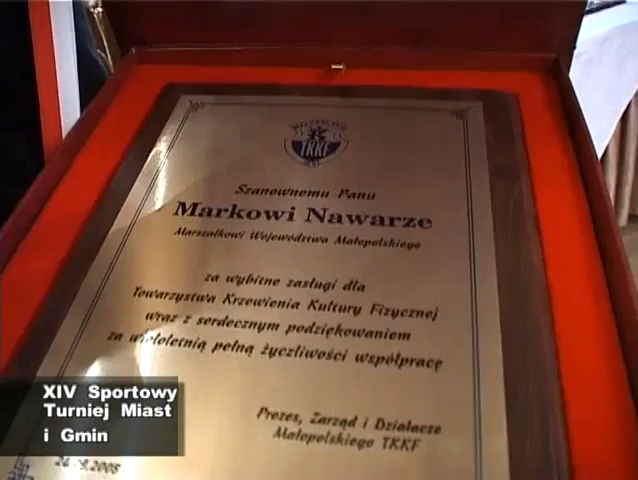 MAŁOPOLSKIE
TKKF
Szanownemu Panu
Markowi Nawarze
Marszałkowi Województwa Małopolskiego
za wybitne zasługi dla
Towarzystwa Krzewienia Kultury Fizycznej
wraz z serdecznym podziękowaniem
za wieloletnią pełną życzliwości współpracę
Prezes, Zarząd i Działacze
Małopolskiego TKKF
XIV Sportowy
Turniej Miast
i Gmin